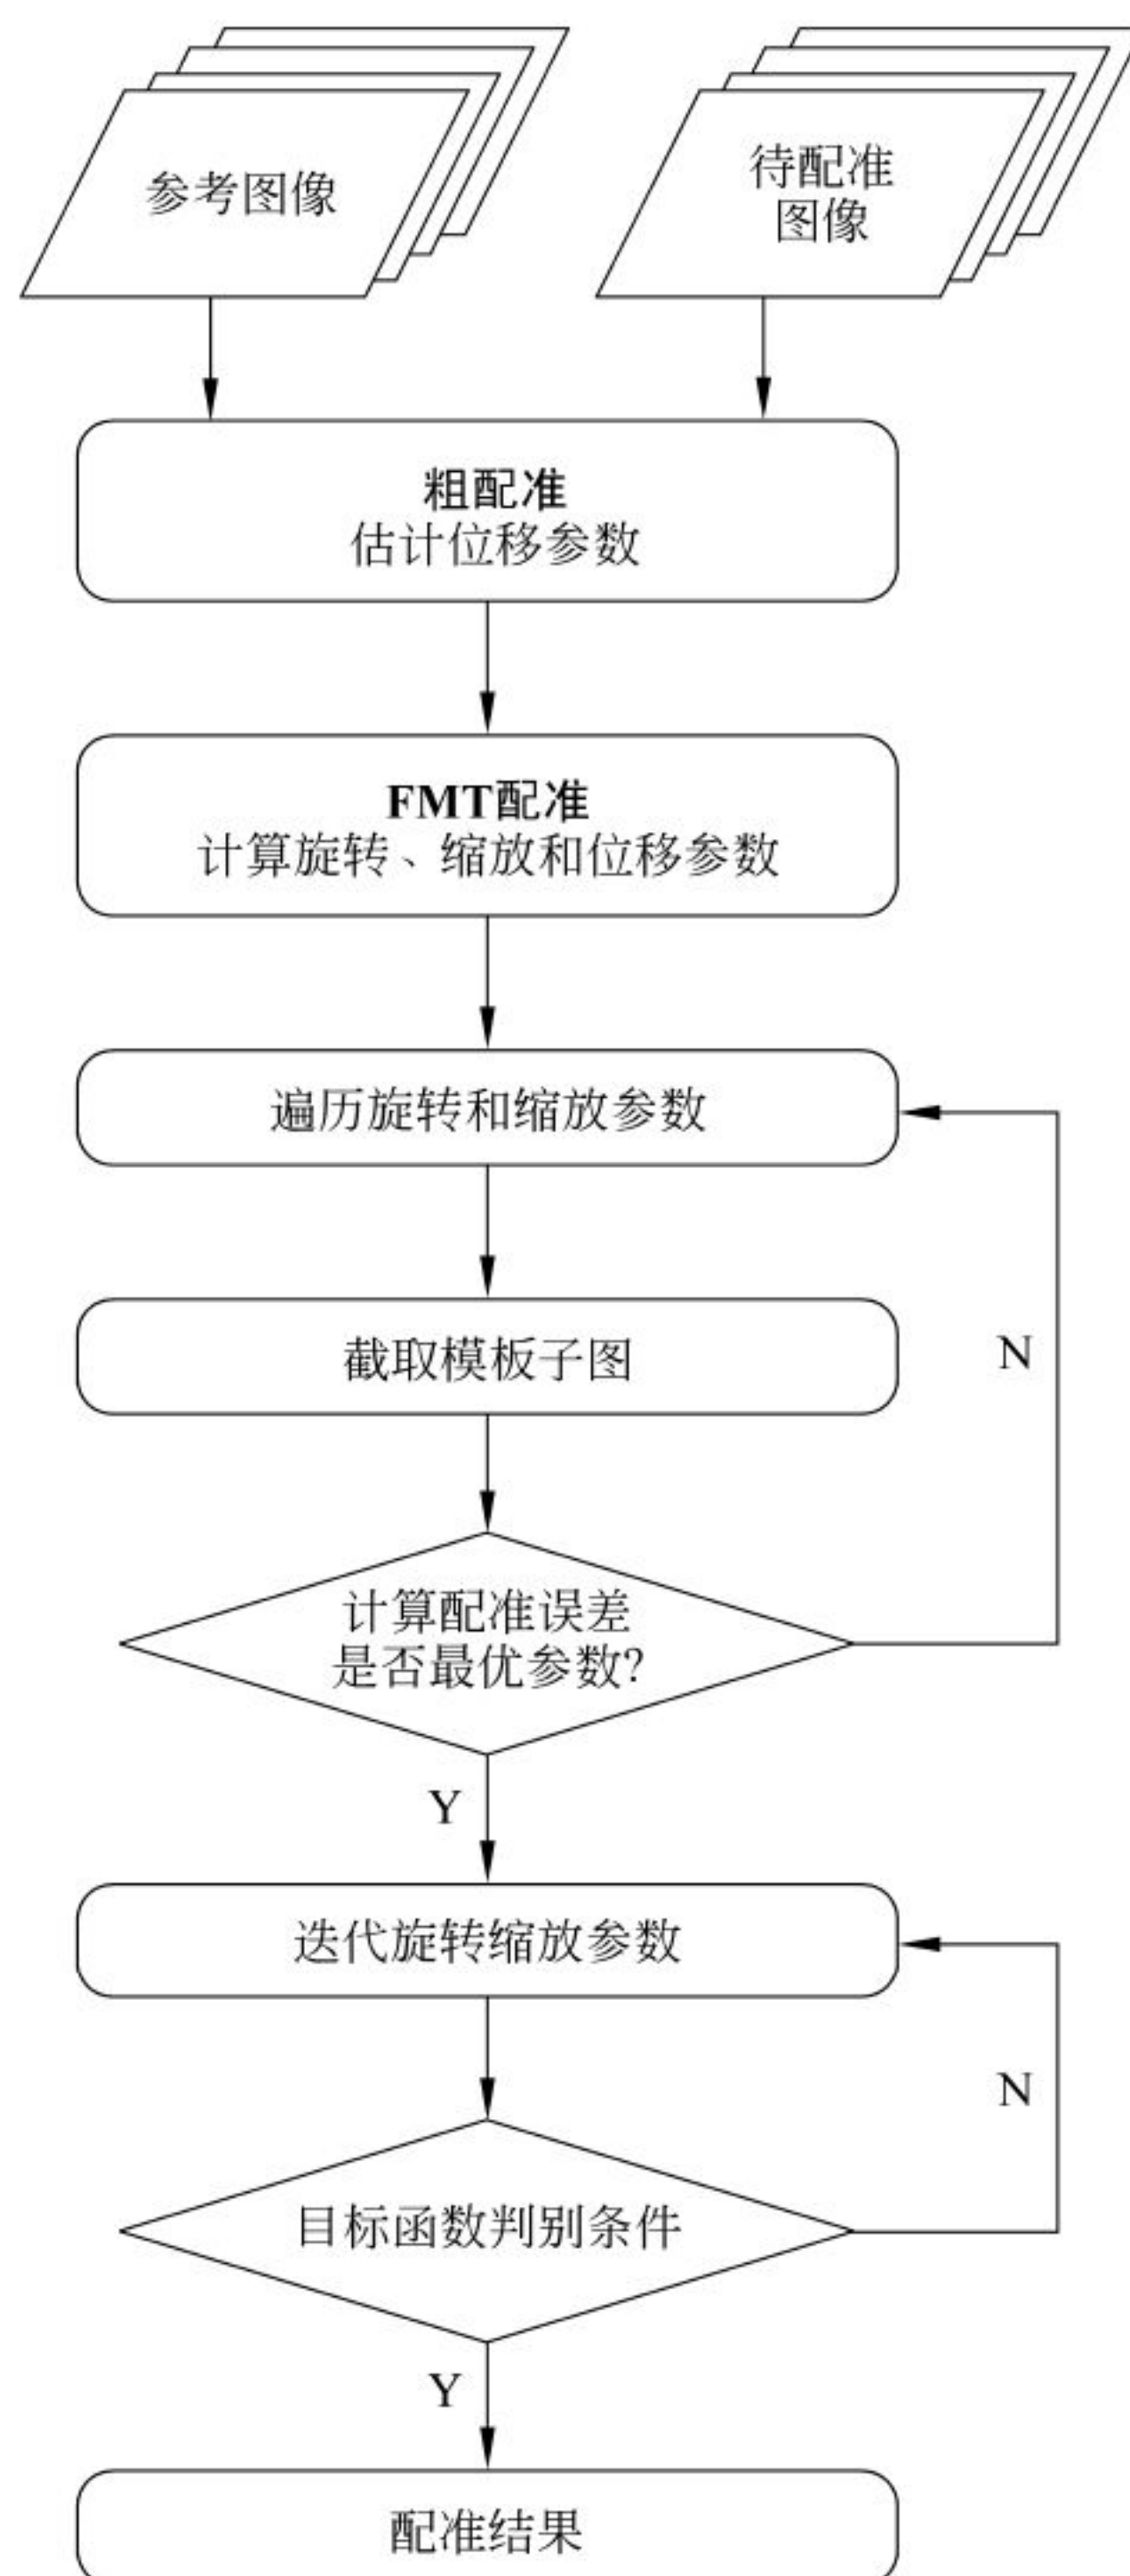 参考图像
待配准
图像
粗配准
估计位移参数
FMT配准
计算旋转、缩放和位移参数
遍历旋转和缩放参数
截取模板子图
N
计算配准误差
是否最优参数?
Y
迭代旋转缩放参数
N
目标函数判别条件
Y
配准结果